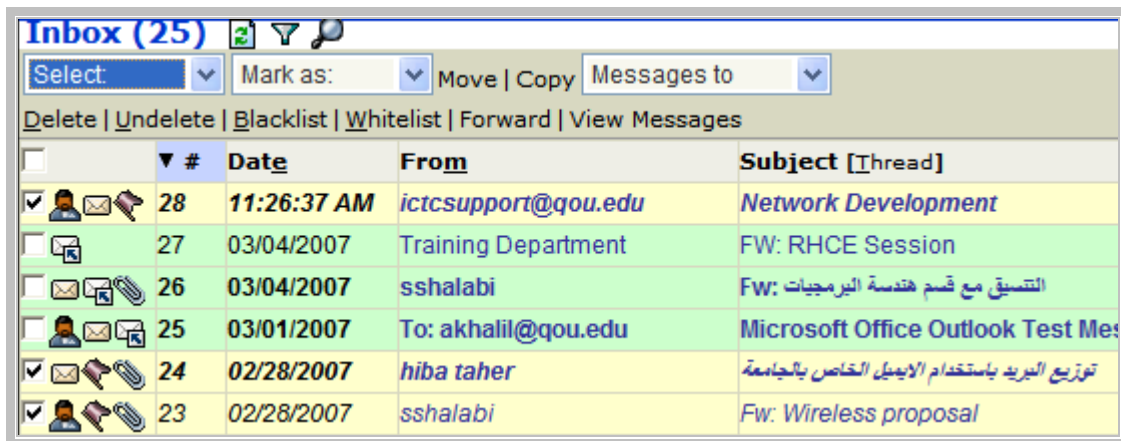 Inbox (25)
Select: Mark as: Move | Copy Messages to
Delete | Undelete | Blacklist | Whitelist | Forward | View Messages
# Date From Subject [Thread]
28 11:26:37 AM ictcsupport@qou.edu Network Development
27 03/04/2007 Training Department FW: RHCE Session
26 03/04/2007 sshalabi Fw: التنسيق مع قسم هندسة البرمجيات
25 03/01/2007 To: akhalil@qou.edu Microsoft Office Outlook Test Mes
24 02/28/2007 hiba taher توزيع البريد باستخدام الايميل الخاص بالجامعة
23 02/28/2007 sshalabi Fw: Wireless proposal